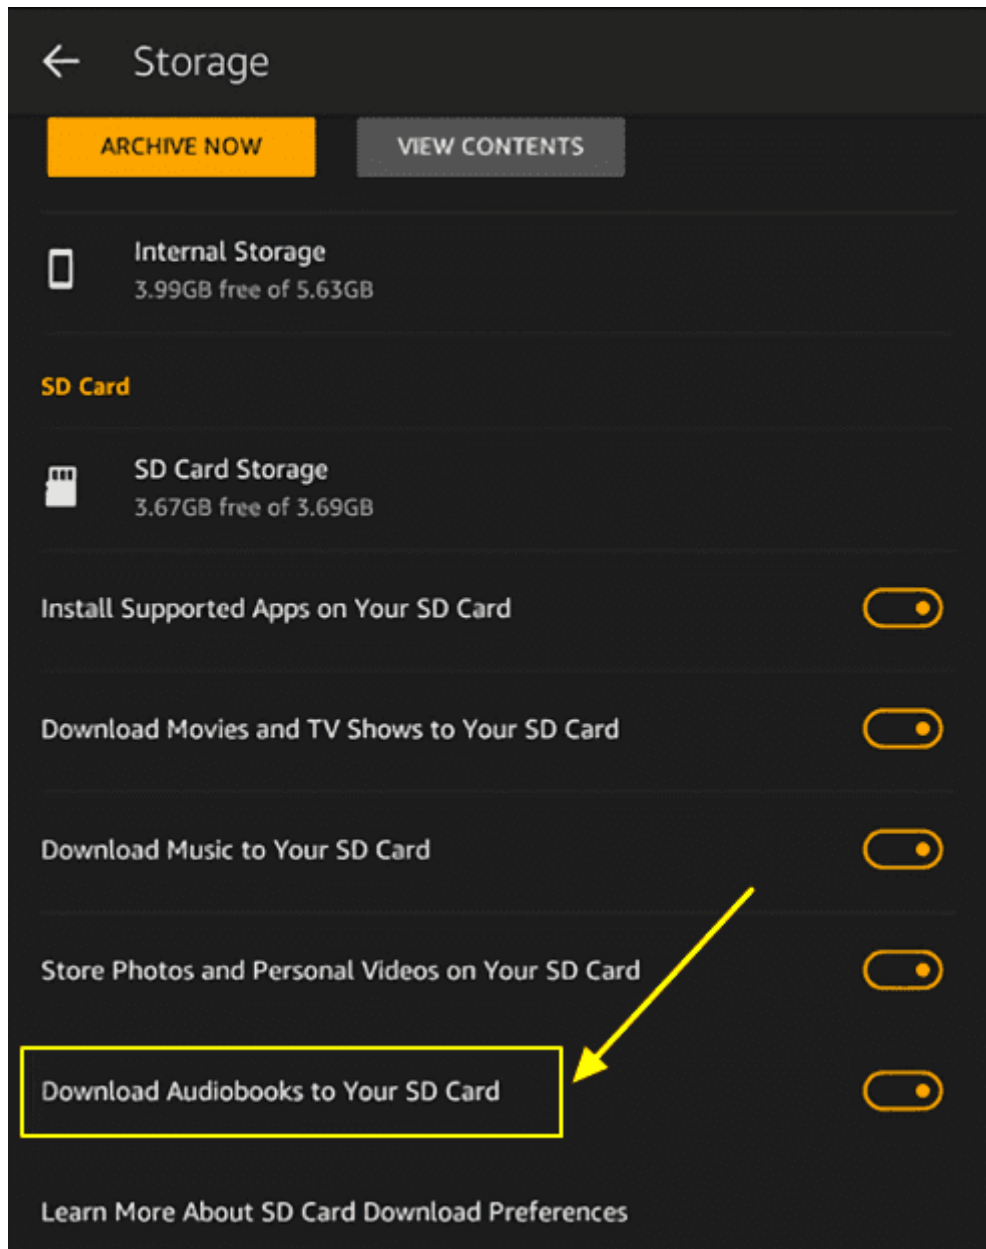 Storage
ARCHIVE NOW
VIEW CONTENTS
Internal Storage
3.99GB free of 5.63GB
SD Card
SD Card Storage
3.67GB free of 3.69GB
Install Supported Apps on Your SD Card
Download Movies and TV Shows to Your SD Card
Download Music to Your SD Card
Store Photos and Personal Videos on Your SD Card
Download Audiobooks to Your SD Card
Learn More About SD Card Download Preferences